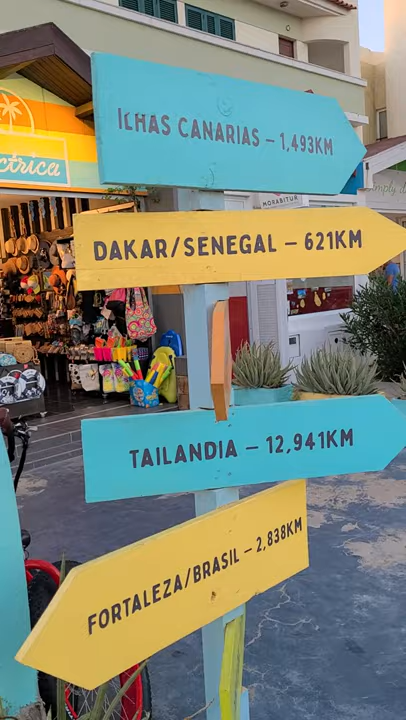 ctrica
ILHAS CANARIAS – 1,493KM
MORABITUR
DAKAR/SENEGAL – 621KM
TAILANDIA – 12,941KM
FORTALEZA/BRASIL – 2,838KM